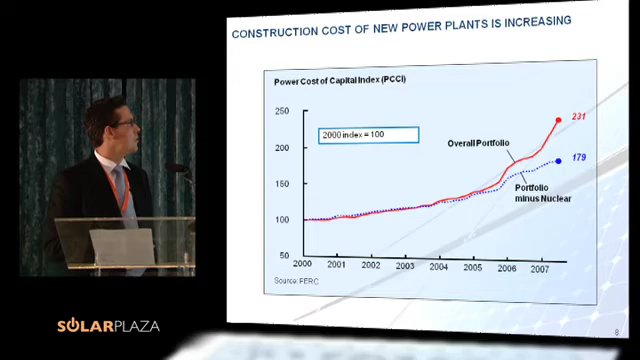 CONSTRUCTION COST OF NEW POWER PLANTS IS INCREASING
Power Cost of Capital Index (PCCI)
250
200
150
100
50
2000 index = 100
Overall Portfolio
231
179
Portfolio
minus Nuclear
2000 2001 2002 2003 2004 2005 2006 2007
Source: FERC
8
SOLARPLAZA